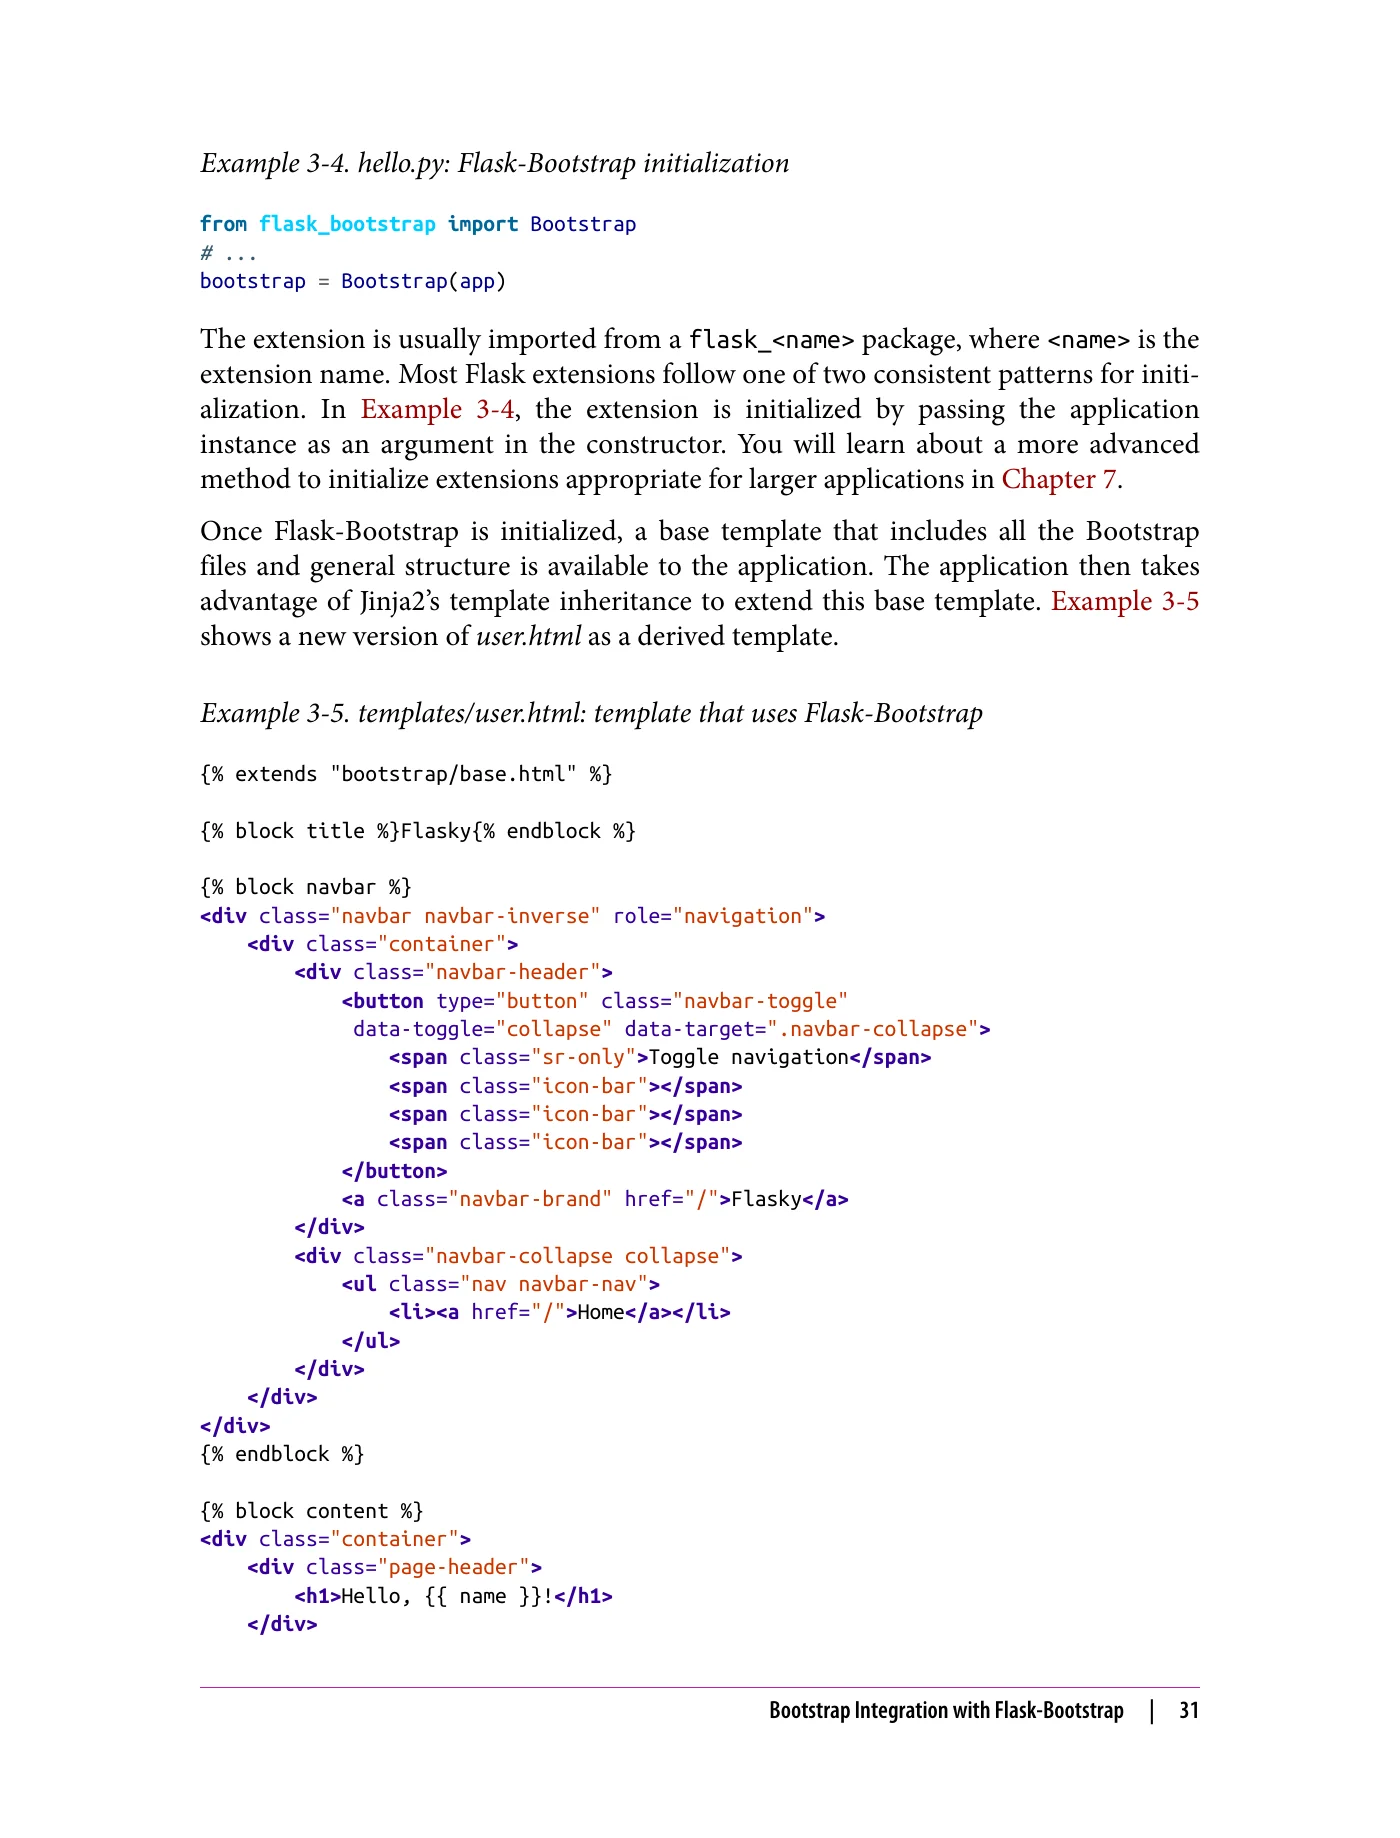 Example 3-4. hello.py: Flask-Bootstrap initialization
from flask_bootstrap import Bootstrap
# ...
bootstrap = Bootstrap(app)
The extension is usually imported from a flask_<name> package, where <name> is the
extension name. Most Flask extensions follow one of two consistent patterns for initi-
alization. In Example 3-4, the extension is initialized by passing the application
instance as an argument in the constructor. You will learn about a more advanced
method to initialize extensions appropriate for larger applications in Chapter 7.
Once Flask-Bootstrap is initialized, a base template that includes all the Bootstrap
files and general structure is available to the application. The application then takes
advantage of Jinja2’s template inheritance to extend this base template. Example 3-5
shows a new version of user.html as a derived template.
Example 3-5. templates/user.html: template that uses Flask-Bootstrap
{% extends "bootstrap/base.html" %}
{% block title %}Flasky{% endblock %}
{% block navbar %}
<div class="navbar navbar-inverse" role="navigation">
    <div class="container">
        <div class="navbar-header">
            <button type="button" class="navbar-toggle"
             data-toggle="collapse" data-target=".navbar-collapse">
                <span class="sr-only">Toggle navigation</span>
                <span class="icon-bar"></span>
                <span class="icon-bar"></span>
                <span class="icon-bar"></span>
            </button>
            <a class="navbar-brand" href="/">Flasky</a>
        </div>
        <div class="navbar-collapse collapse">
            <ul class="nav navbar-nav">
                <li><a href="/">Home</a></li>
            </ul>
        </div>
    </div>
</div>
{% endblock %}
{% block content %}
<div class="container">
    <div class="page-header">
        <h1>Hello, {{ name }}!</h1>
    </div>
Bootstrap Integration with Flask-Bootstrap | 31